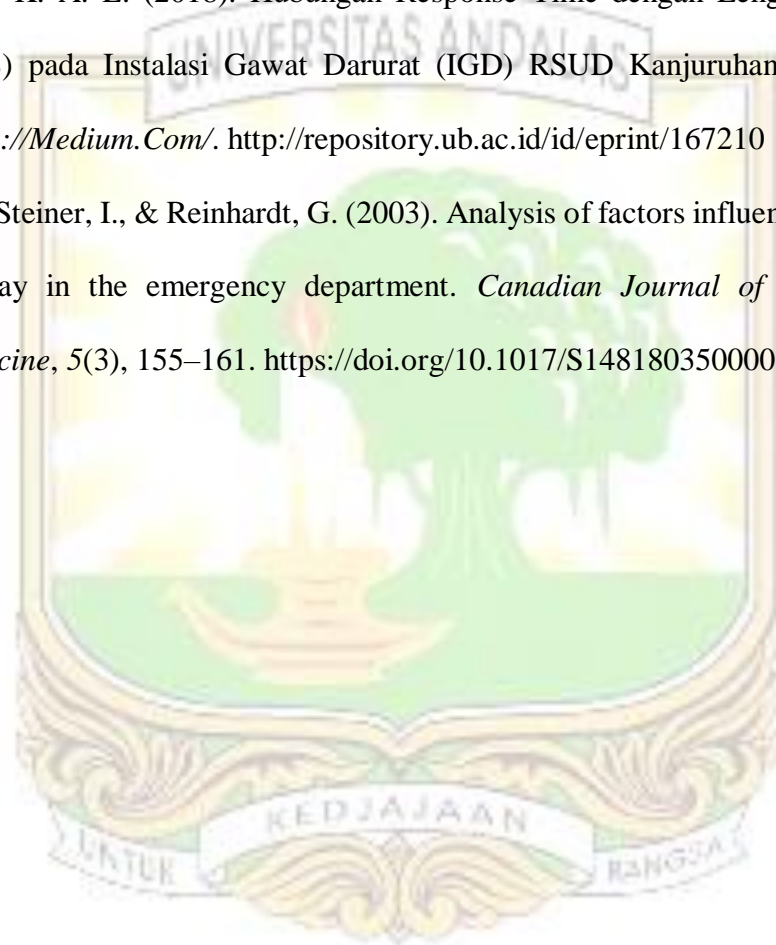 (2018). Hubungan Response Time dengan Leng
UNIVERSITAS ANDALAS
) pada Instalasi Gawat Darurat (IGD) RSUD Kanjuruhan
://Medium.Com/. http://repository.ub.ac.id/id/eprint/167210
Steiner, I., & Reinhardt, G. (2003). Analysis of factors influen
ay in the emergency department. Canadian Journal of
cine, 5(3), 155–161. https://doi.org/10.1017/S148180350000
KEDJAJAAN
UNTUK BANGSA